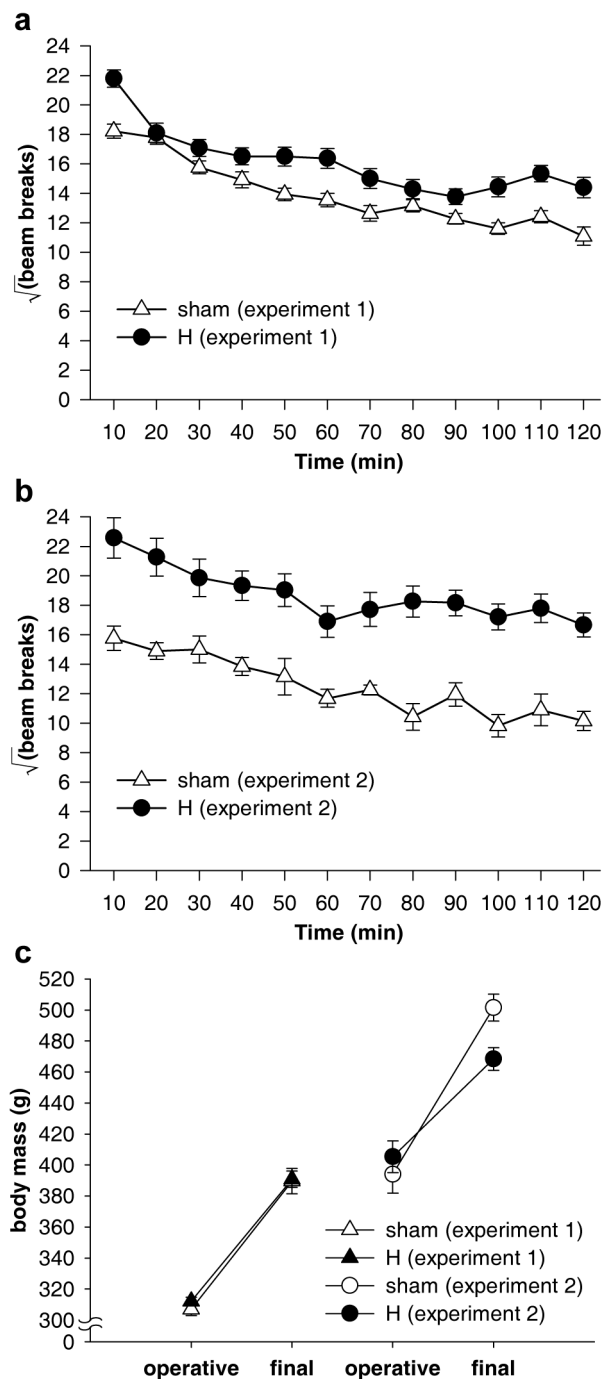 a
24
22
20
18
16
14
12
10
8
6
4
2
0
√(beam breaks)
sham (experiment 1)
H (experiment 1)
10 20 30 40 50 60 70 80 90 100 110 120
Time (min)
b
24
22
20
18
16
14
12
10
8
6
4
2
0
√(beam breaks)
sham (experiment 2)
H (experiment 2)
10 20 30 40 50 60 70 80 90 100 110 120
Time (min)
c
520
500
480
460
440
420
400
380
360
340
320
300
0
body mass (g)
sham (experiment 1)
H (experiment 1)
sham (experiment 2)
H (experiment 2)
operative final operative final